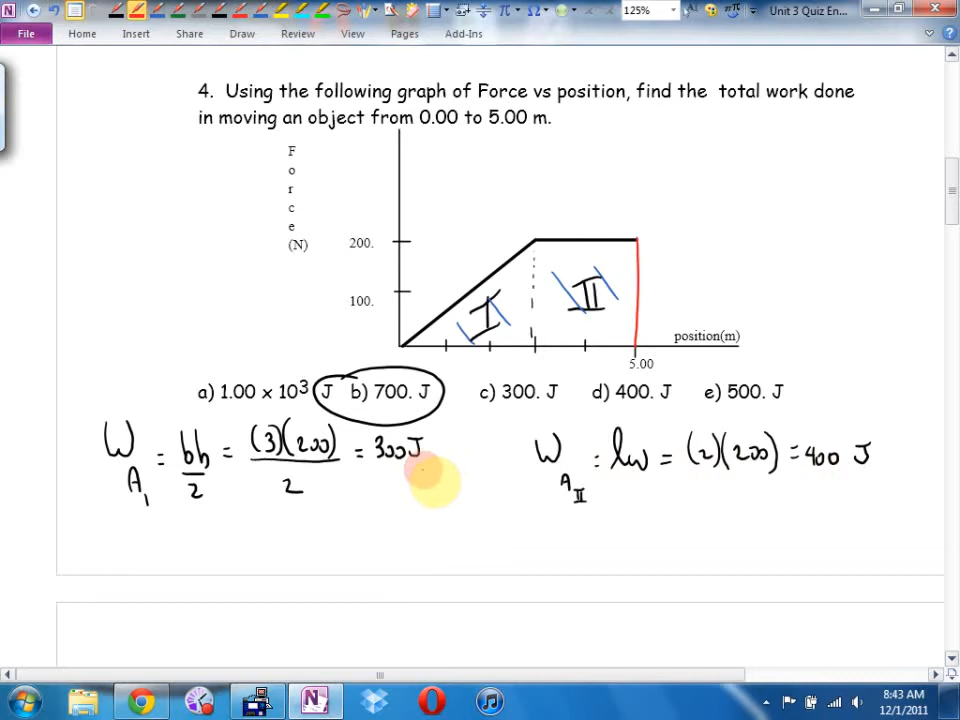 125% Unit 3 Quiz En...
File Home Insert Share Draw Review View Pages Add-Ins
4. Using the following graph of Force vs position, find the total work done
in moving an object from 0.00 to 5.00 m.
F
o
r
c
e
(N)
200.
100.
I II
position(m)
5.00
a) 1.00 x 10³ J b) 700. J c) 300. J d) 400. J e) 500. J
W A₁ = bh/2 = (3)(200)/2 = 300J
W A II = lw = (2)(200) = 400 J
8:43 AM
12/1/2011